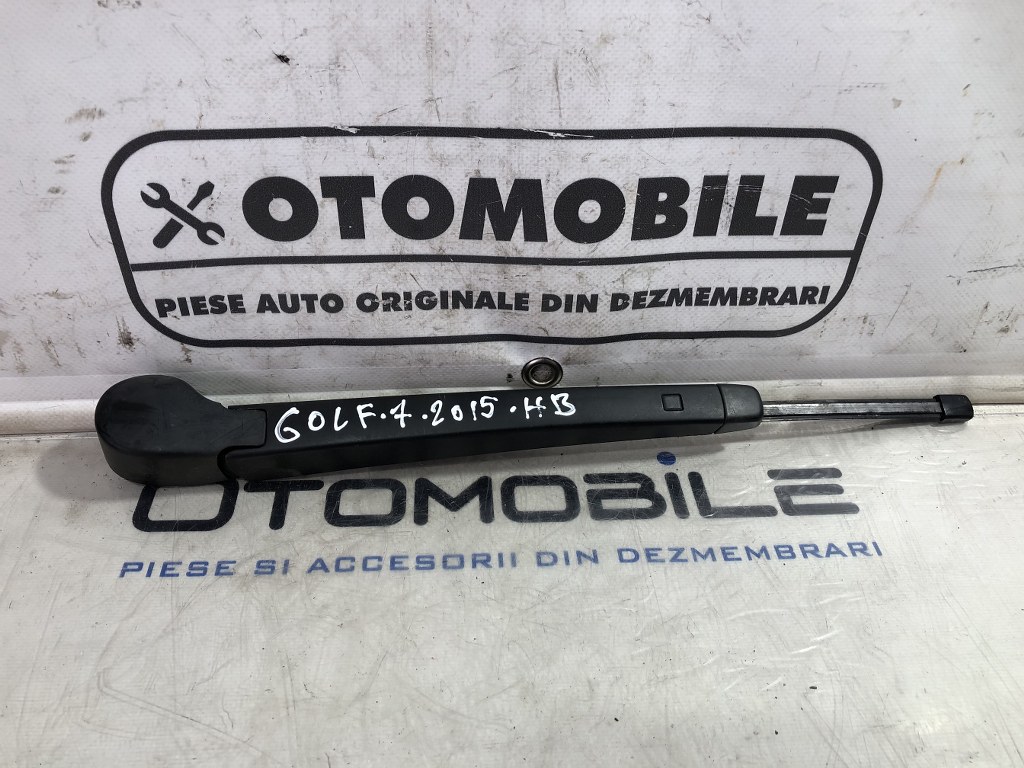 OTOMOBILE
PIESE AUTO ORIGINALE DIN DEZMEMBRARI
GOLF.7.2015.HB
OTOMOBILE
PIESE SI ACCESORII DIN DEZMEMBRARI